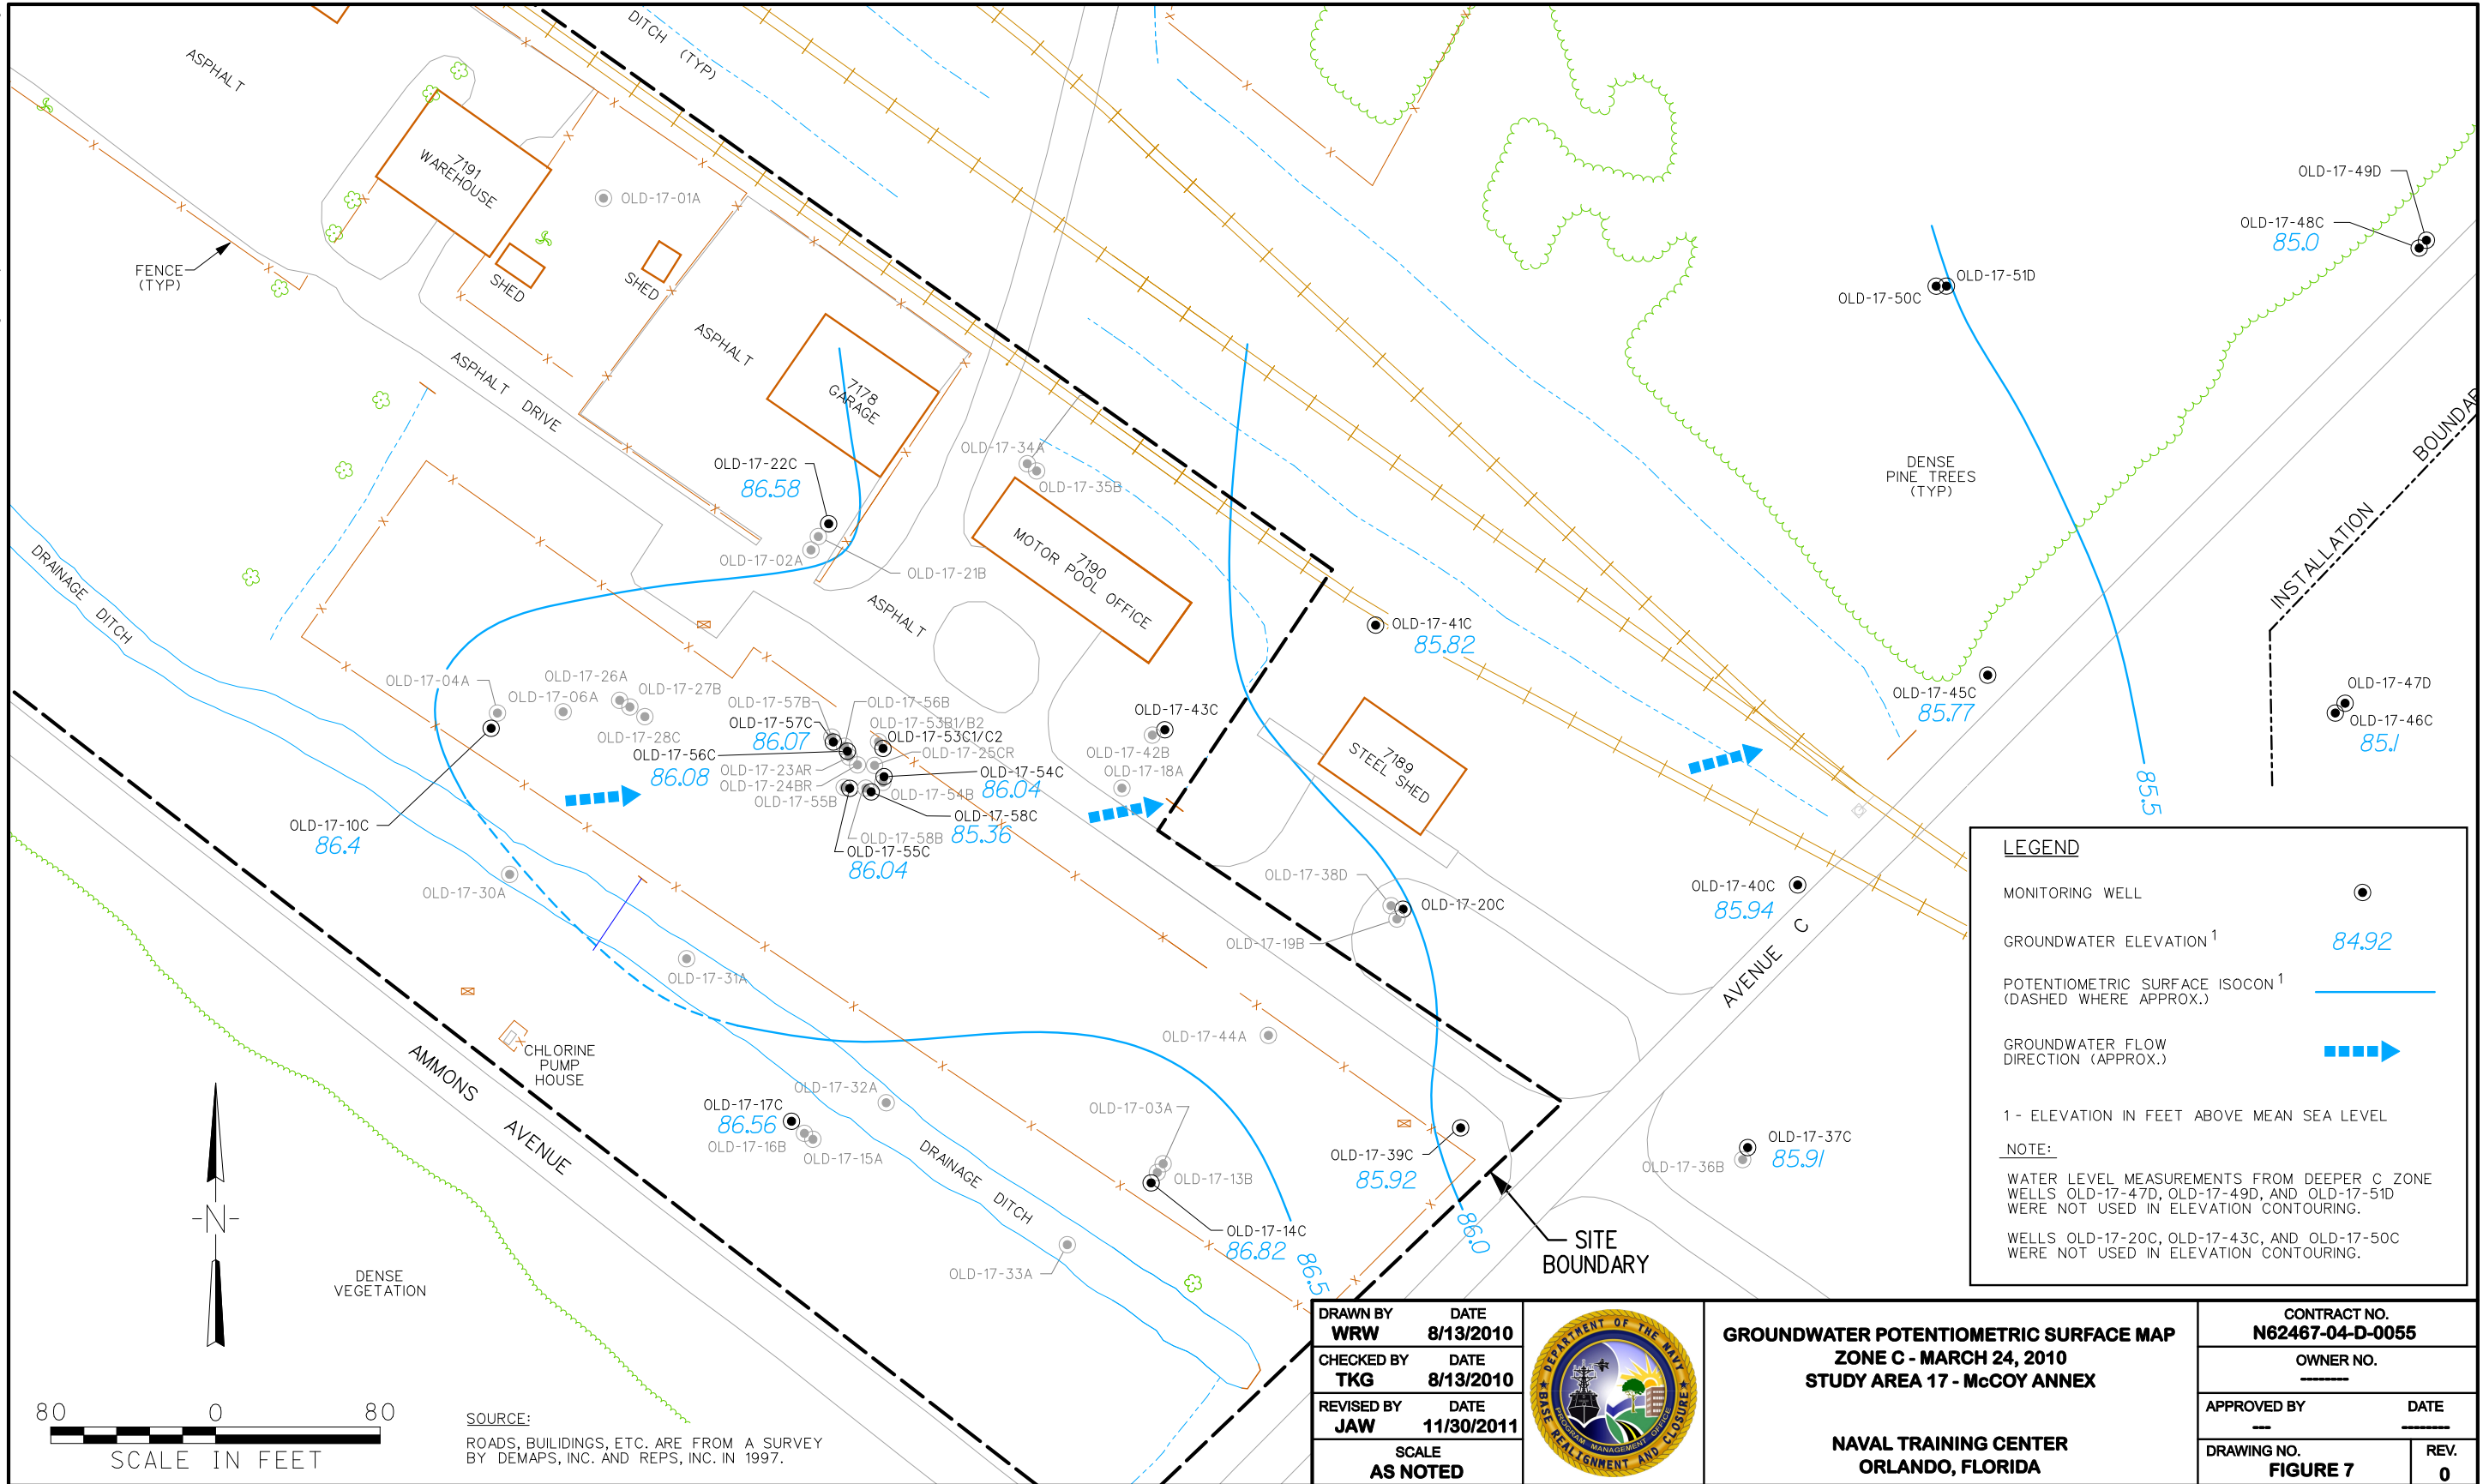 DITCH (TYP)
ASPHALT
7191
WAREHOUSE
OLD-17-01A
OLD-17-49D
OLD-17-48C
85.0
FENCE
(TYP)
SHED
SHED
OLD-17-51D
OLD-17-50C
ASPHALT
ASPHALT DRIVE
7178
GARAGE
BOUNDAR
INSTALLATION
OLD-17-22C
86.58
OLD-17-34A
OLD-17-35B
DENSE
PINE TREES
(TYP)
OLD-17-02A
OLD-17-21B
7190
MOTOR POOL OFFICE
DRAINAGE DITCH
ASPHALT
OLD-17-41C
85.82
OLD-17-04A
OLD-17-26A
OLD-17-06A
OLD-17-27B
OLD-17-28C
OLD-17-57B
OLD-17-56B
OLD-17-57C
86.07
OLD-17-53B1/B2
OLD-17-53C1/C2
OLD-17-56C
86.08
OLD-17-25CR
OLD-17-23AR
OLD-17-24BR
OLD-17-54C
86.04
OLD-17-55B
OLD-17-54B
OLD-17-58C
85.36
OLD-17-58B
OLD-17-55C
86.04
OLD-17-43C
OLD-17-42B
OLD-17-18A
7189
STEEL SHED
OLD-17-45C
85.77
OLD-17-47D
OLD-17-46C
85.1
85.5
OLD-17-10C
86.4
OLD-17-30A
OLD-17-31A
OLD-17-38D
OLD-17-20C
OLD-17-19B
OLD-17-40C
85.94
AVENUE C
OLD-17-44A
CHLORINE
PUMP
HOUSE
AMMONS AVENUE
OLD-17-32A
OLD-17-17C
86.56
OLD-17-16B
OLD-17-15A
OLD-17-03A
OLD-17-13B
DRAINAGE DITCH
OLD-17-14C
86.82
OLD-17-33A
86.5
OLD-17-39C
85.92
86.0
OLD-17-37C
85.91
OLD-17-36B
SITE
BOUNDARY
DENSE
VEGETATION
-N-
80 0 80
SCALE IN FEET
SOURCE:
ROADS, BUILIDINGS, ETC. ARE FROM A SURVEY
BY DEMAPS, INC. AND REPS, INC. IN 1997.
LEGEND
MONITORING WELL
GROUNDWATER ELEVATION 1
84.92
POTENTIOMETRIC SURFACE ISOCON 1
(DASHED WHERE APPROX.)
GROUNDWATER FLOW
DIRECTION (APPROX.)
1 - ELEVATION IN FEET ABOVE MEAN SEA LEVEL
NOTE:
WATER LEVEL MEASUREMENTS FROM DEEPER C ZONE
WELLS OLD-17-47D, OLD-17-49D, AND OLD-17-51D
WERE NOT USED IN ELEVATION CONTOURING.
WELLS OLD-17-20C, OLD-17-43C, AND OLD-17-50C
WERE NOT USED IN ELEVATION CONTOURING.
DRAWN BY DATE
WRW 8/13/2010
CHECKED BY DATE
TKG 8/13/2010
REVISED BY DATE
JAW 11/30/2011
SCALE
AS NOTED
DEPARTMENT OF THE NAVY
BASE REALIGNMENT AND CLOSURE
PROGRAM MANAGEMENT OFFICE
GROUNDWATER POTENTIOMETRIC SURFACE MAP
ZONE C - MARCH 24, 2010
STUDY AREA 17 - McCOY ANNEX
NAVAL TRAINING CENTER
ORLANDO, FLORIDA
CONTRACT NO.
N62467-04-D-0055
OWNER NO.
--------
APPROVED BY DATE
--- --------
DRAWING NO. REV.
FIGURE 7 0